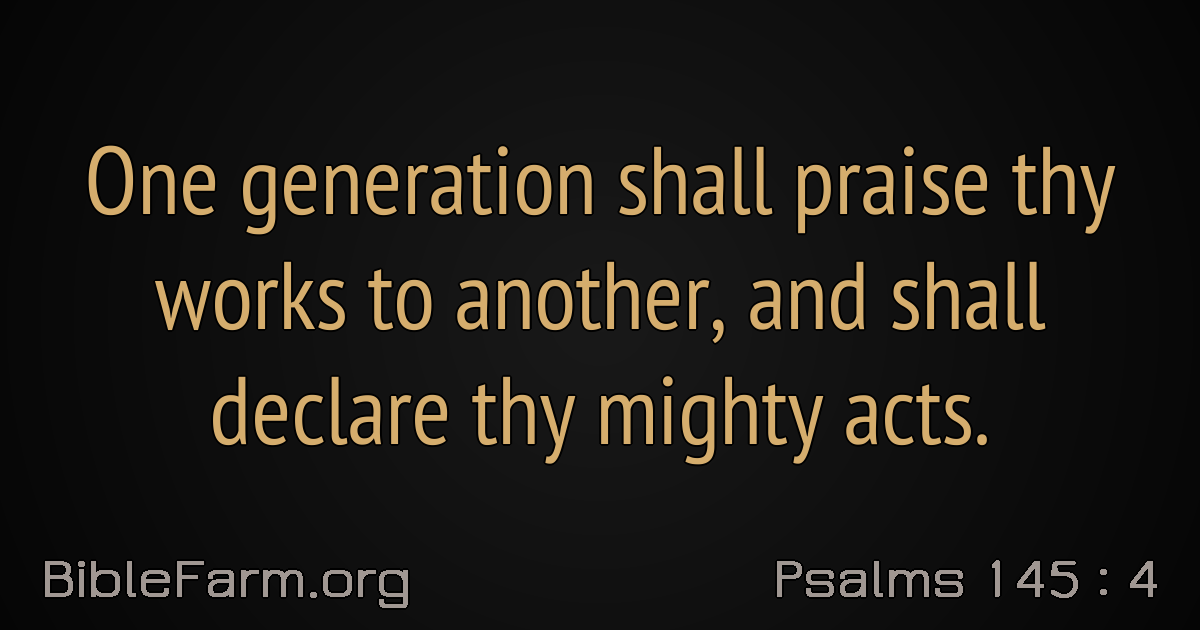 One generation shall praise thy
works to another, and shall
declare thy mighty acts.
BibleFarm.org
Psalms 145 : 4